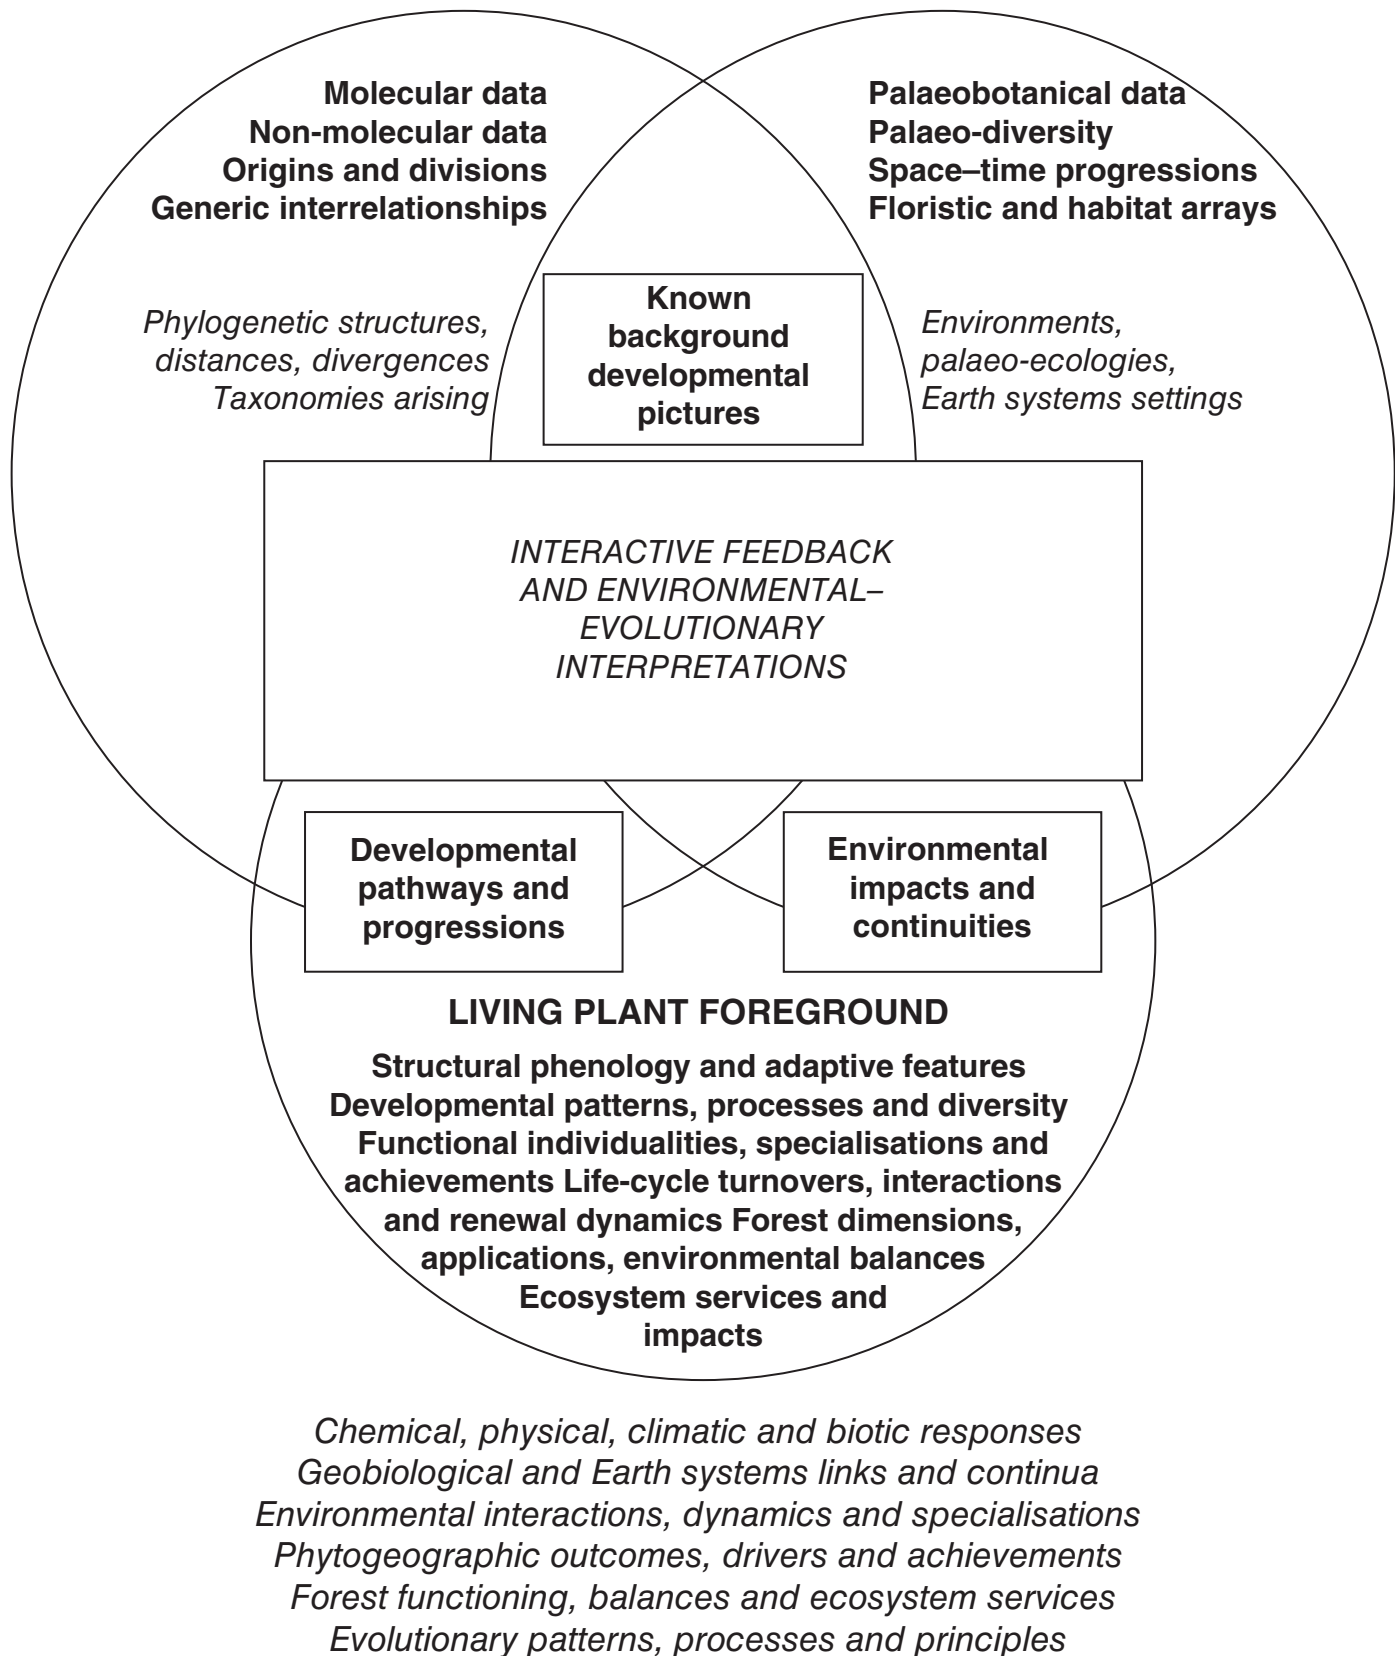 Molecular data
Non-molecular data
Origins and divisions
Generic interrelationships
Palaeobotanical data
Palaeo-diversity
Space–time progressions
Floristic and habitat arrays
Phylogenetic structures,
distances, divergences
Taxonomies arising
Known
background
developmental
pictures
Environments,
palaeo-ecologies,
Earth systems settings
INTERACTIVE FEEDBACK
AND ENVIRONMENTAL–
EVOLUTIONARY
INTERPRETATIONS
Developmental
pathways and
progressions
Environmental
impacts and
continuities
LIVING PLANT FOREGROUND
Structural phenology and adaptive features
Developmental patterns, processes and diversity
Functional individualities, specialisations and
achievements Life-cycle turnovers, interactions
and renewal dynamics Forest dimensions,
applications, environmental balances
Ecosystem services and
impacts
Chemical, physical, climatic and biotic responses
Geobiological and Earth systems links and continua
Environmental interactions, dynamics and specialisations
Phytogeographic outcomes, drivers and achievements
Forest functioning, balances and ecosystem services
Evolutionary patterns, processes and principles